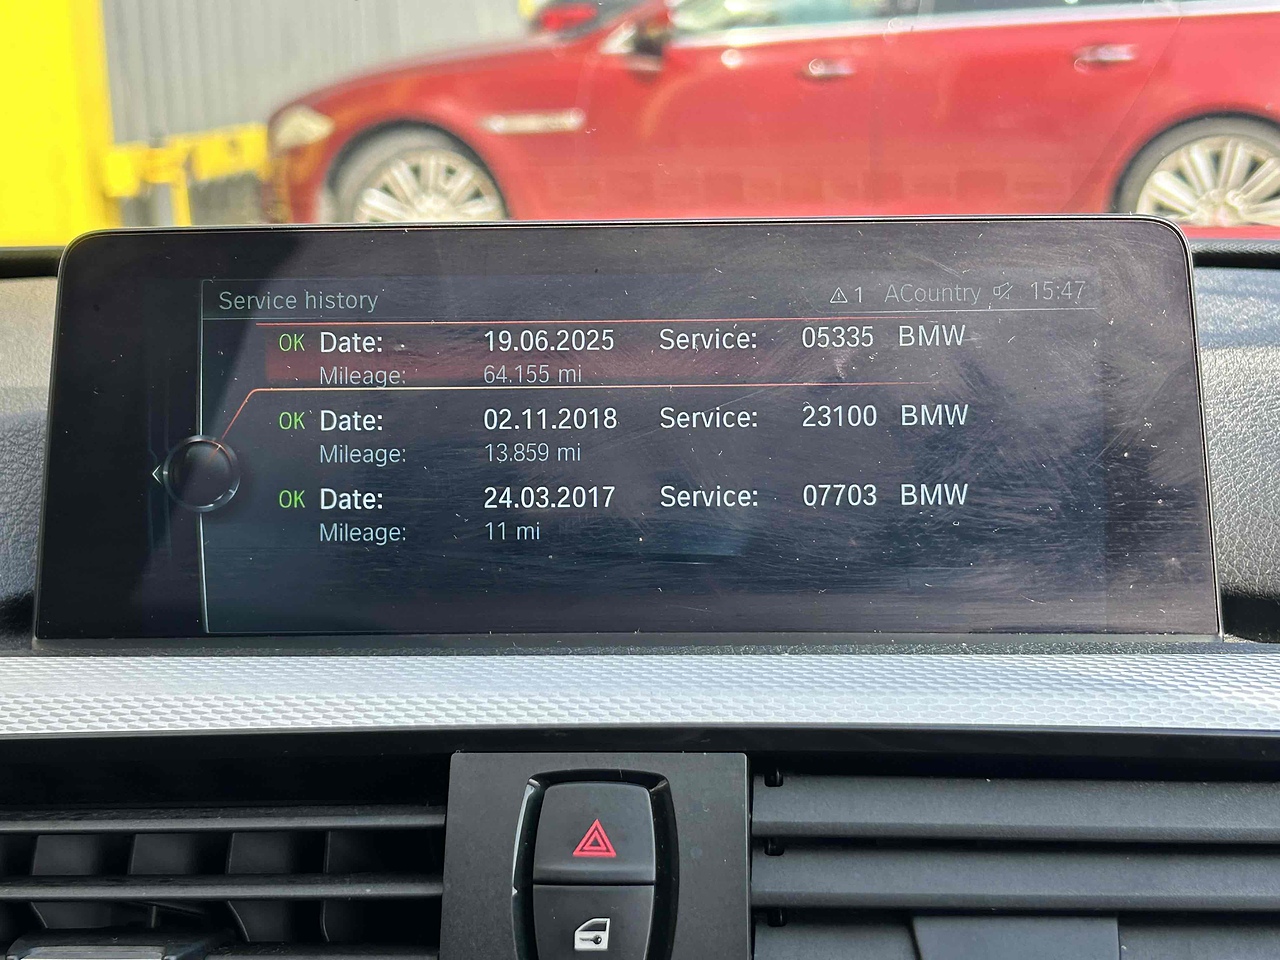 Service history 1 ACountry 15:47
OK Date: 19.06.2025 Service: 05335 BMW
Mileage: 64.155 mi
OK Date: 02.11.2018 Service: 23100 BMW
Mileage: 13.859 mi
OK Date: 24.03.2017 Service: 07703 BMW
Mileage: 11 mi